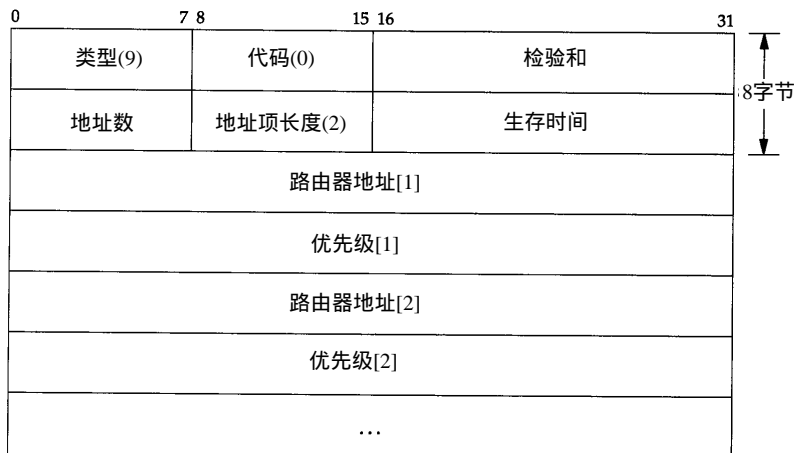 0 7 8 15 16 31
类型(9) 代码(0) 检验和
8字节
地址数 地址项长度(2) 生存时间
路由器地址[1]
优先级[1]
路由器地址[2]
优先级[2]
…